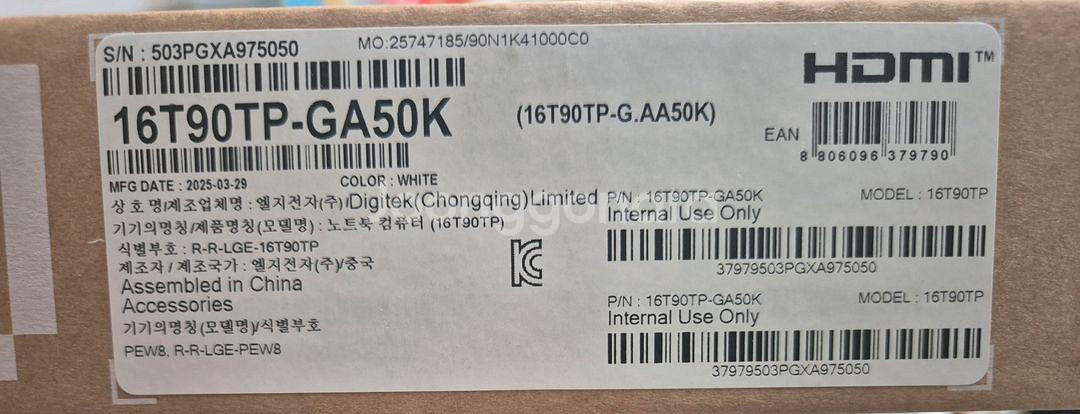 S/N : 503PGXA975050
MO:25747185/90N1K41000C0
HDMI™
16T90TP-GA50K
(16T90TP-G.AA50K)
EAN
8 806096 379790
MFG DATE : 2025-03-29
COLOR : WHITE
상 호 명/제조업체명 : 엘지전자(주)/Digitek(Chongqing)Limited
기기의명칭/제품명칭(모델명) : 노트북 컴퓨터 (16T90TP)
식별부호 : R-R-LGE-16T90TP
제조자 / 제조국가 : 엘지전자(주)/중국
Assembled in China
Accessories
기기의명칭(모델명)/식별부호
PEW8, R-R-LGE-PEW8
P/N : 16T90TP-GA50K
MODEL : 16T90TP
Internal Use Only
37979503PGXA975050
P/N : 16T90TP-GA50K
MODEL : 16T90TP
Internal Use Only
37979503PGXA975050